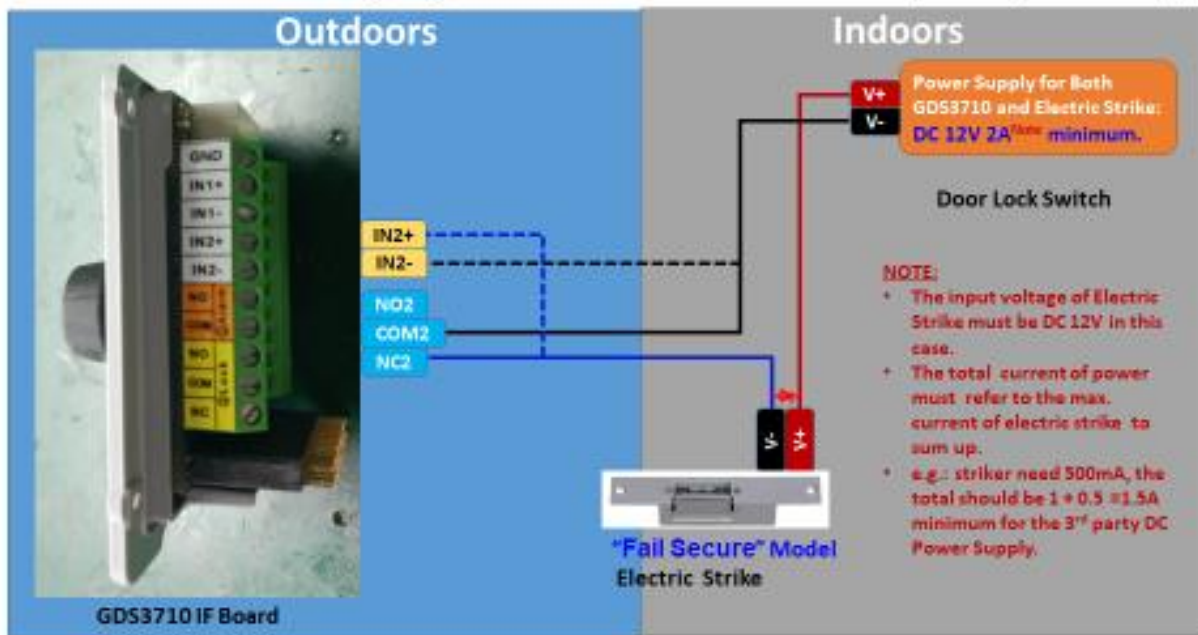 Outdoors
Indoors
GND
IN1+
IN1-
IN2+
IN2-
NO
COM
Alarm
NO
COM
NC
Lock
IN2+
IN2-
NO2
COM2
NC2
V+
V-
Power Supply for Both
GDS3710 and Electric Strike:
DC 12V 2A Note minimum.
Door Lock Switch
NOTE:
• The input voltage of Electric
Strike must be DC 12V in this
case.
• The total current of power
must refer to the max.
current of electric strike to
sum up.
• e.g.: striker need 500mA, the
total should be 1 + 0.5 =1.5A
minimum for the 3rd party DC
Power Supply.
V-
V+
"Fail Secure" Model
Electric Strike
GDS3710 IF Board